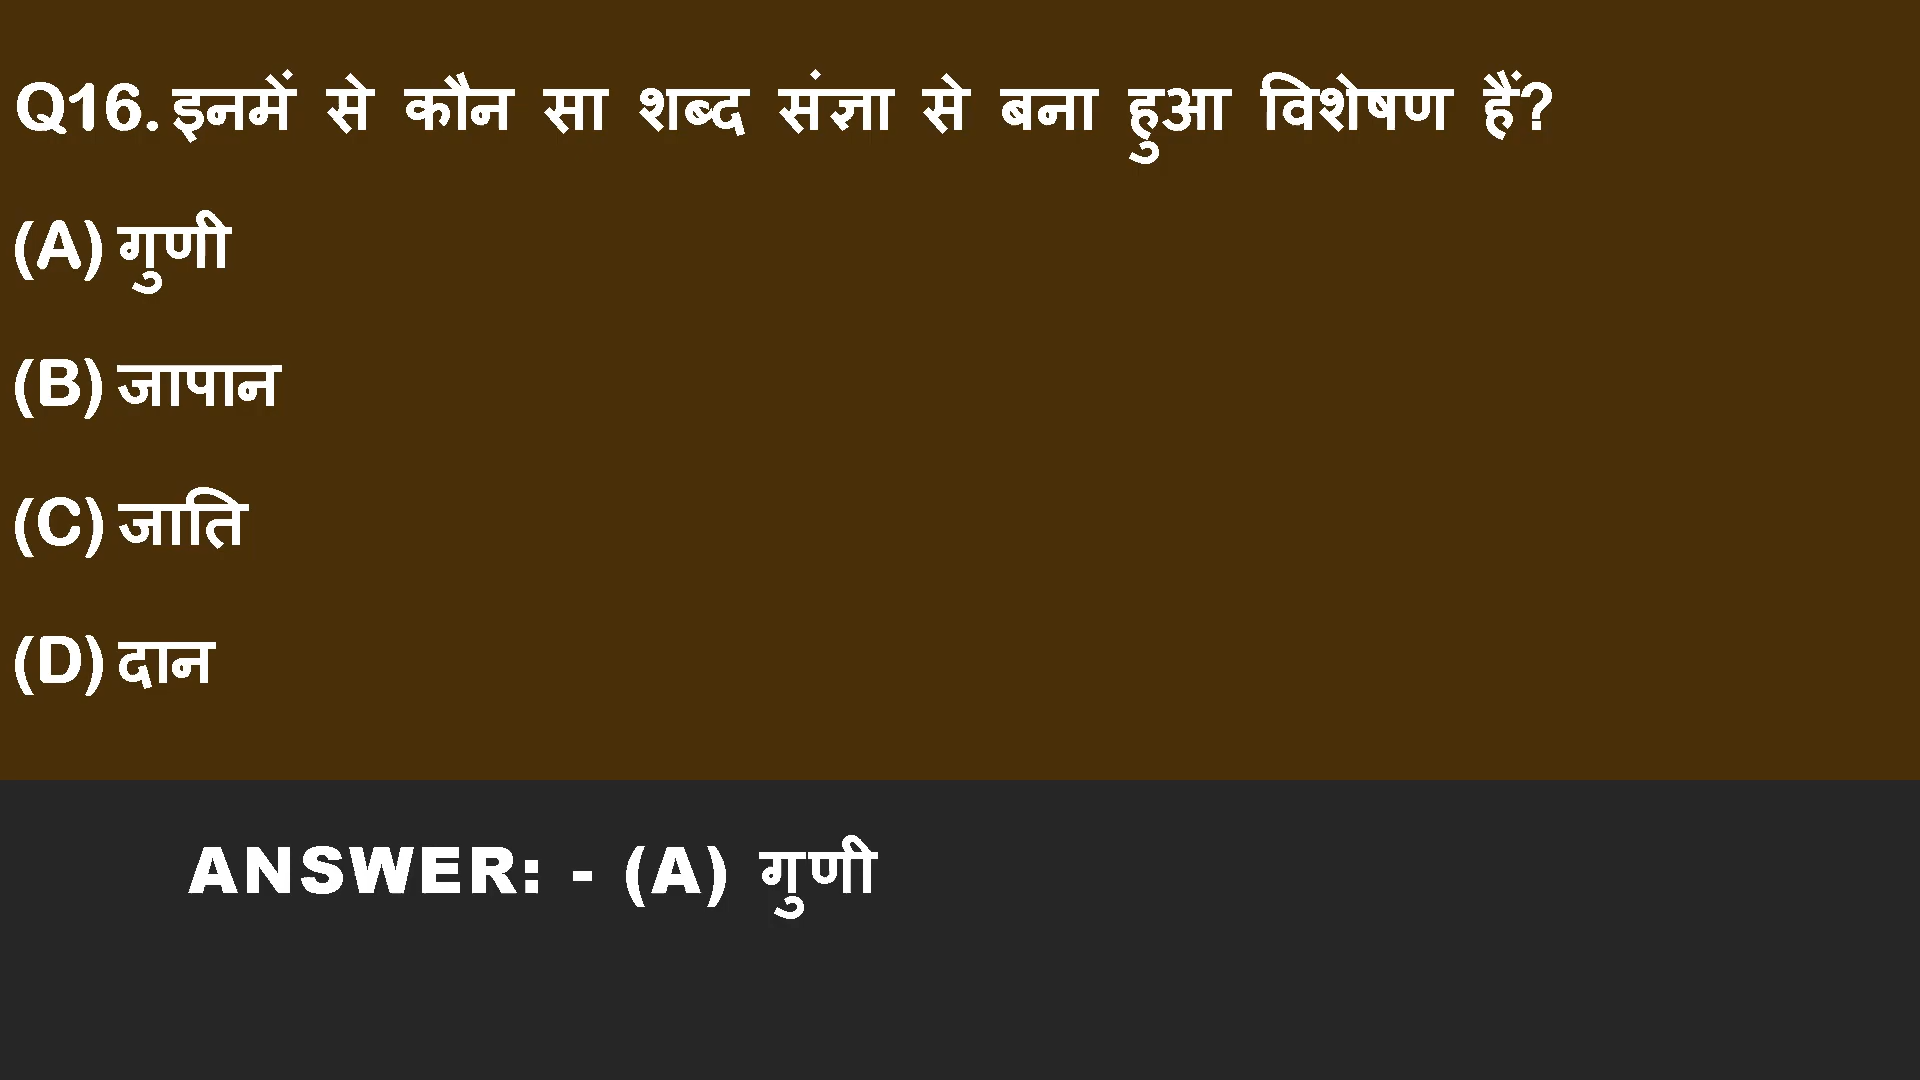 Q16. इनमें से कौन सा शब्द संज्ञा से बना हुआ विशेषण हैं?
(A) गुणी
(B) जापान
(C) जाति
(D) दान
ANSWER: - (A) गुणी